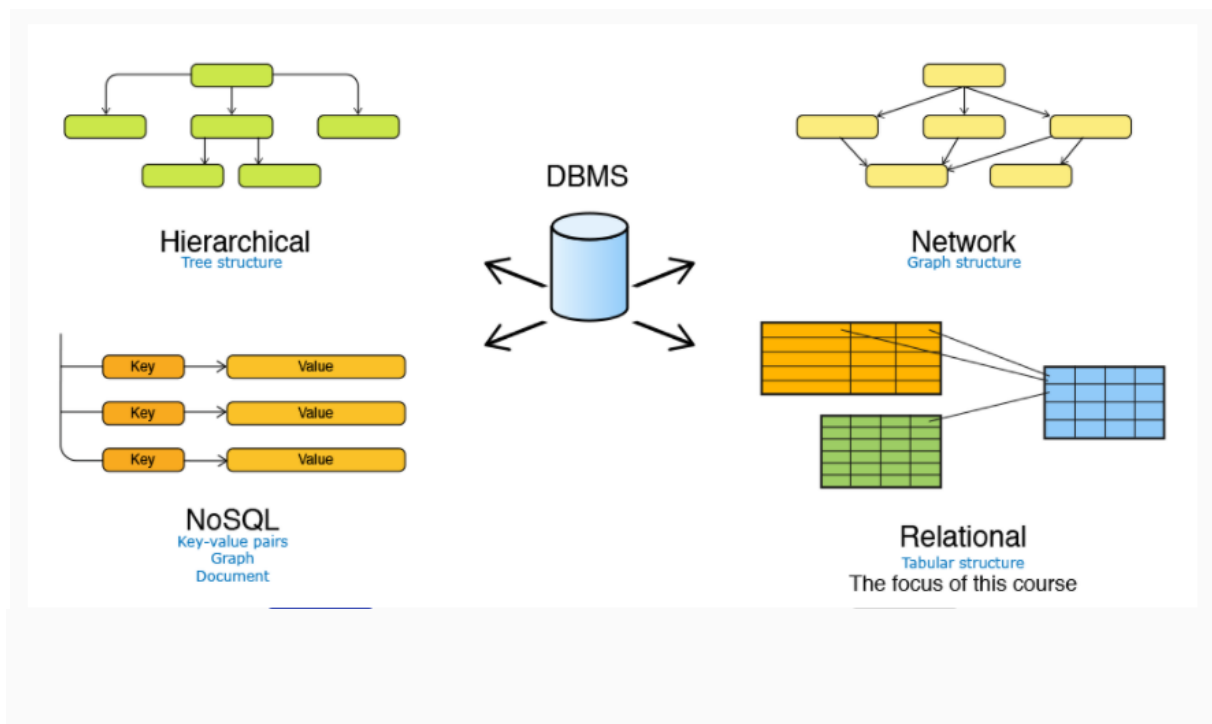 DBMS
Hierarchical
Tree structure
Network
Graph structure
Key Value
Key Value
Key Value
NoSQL
Key-value pairs
Graph
Document
Relational
Tabular structure
The focus of this course